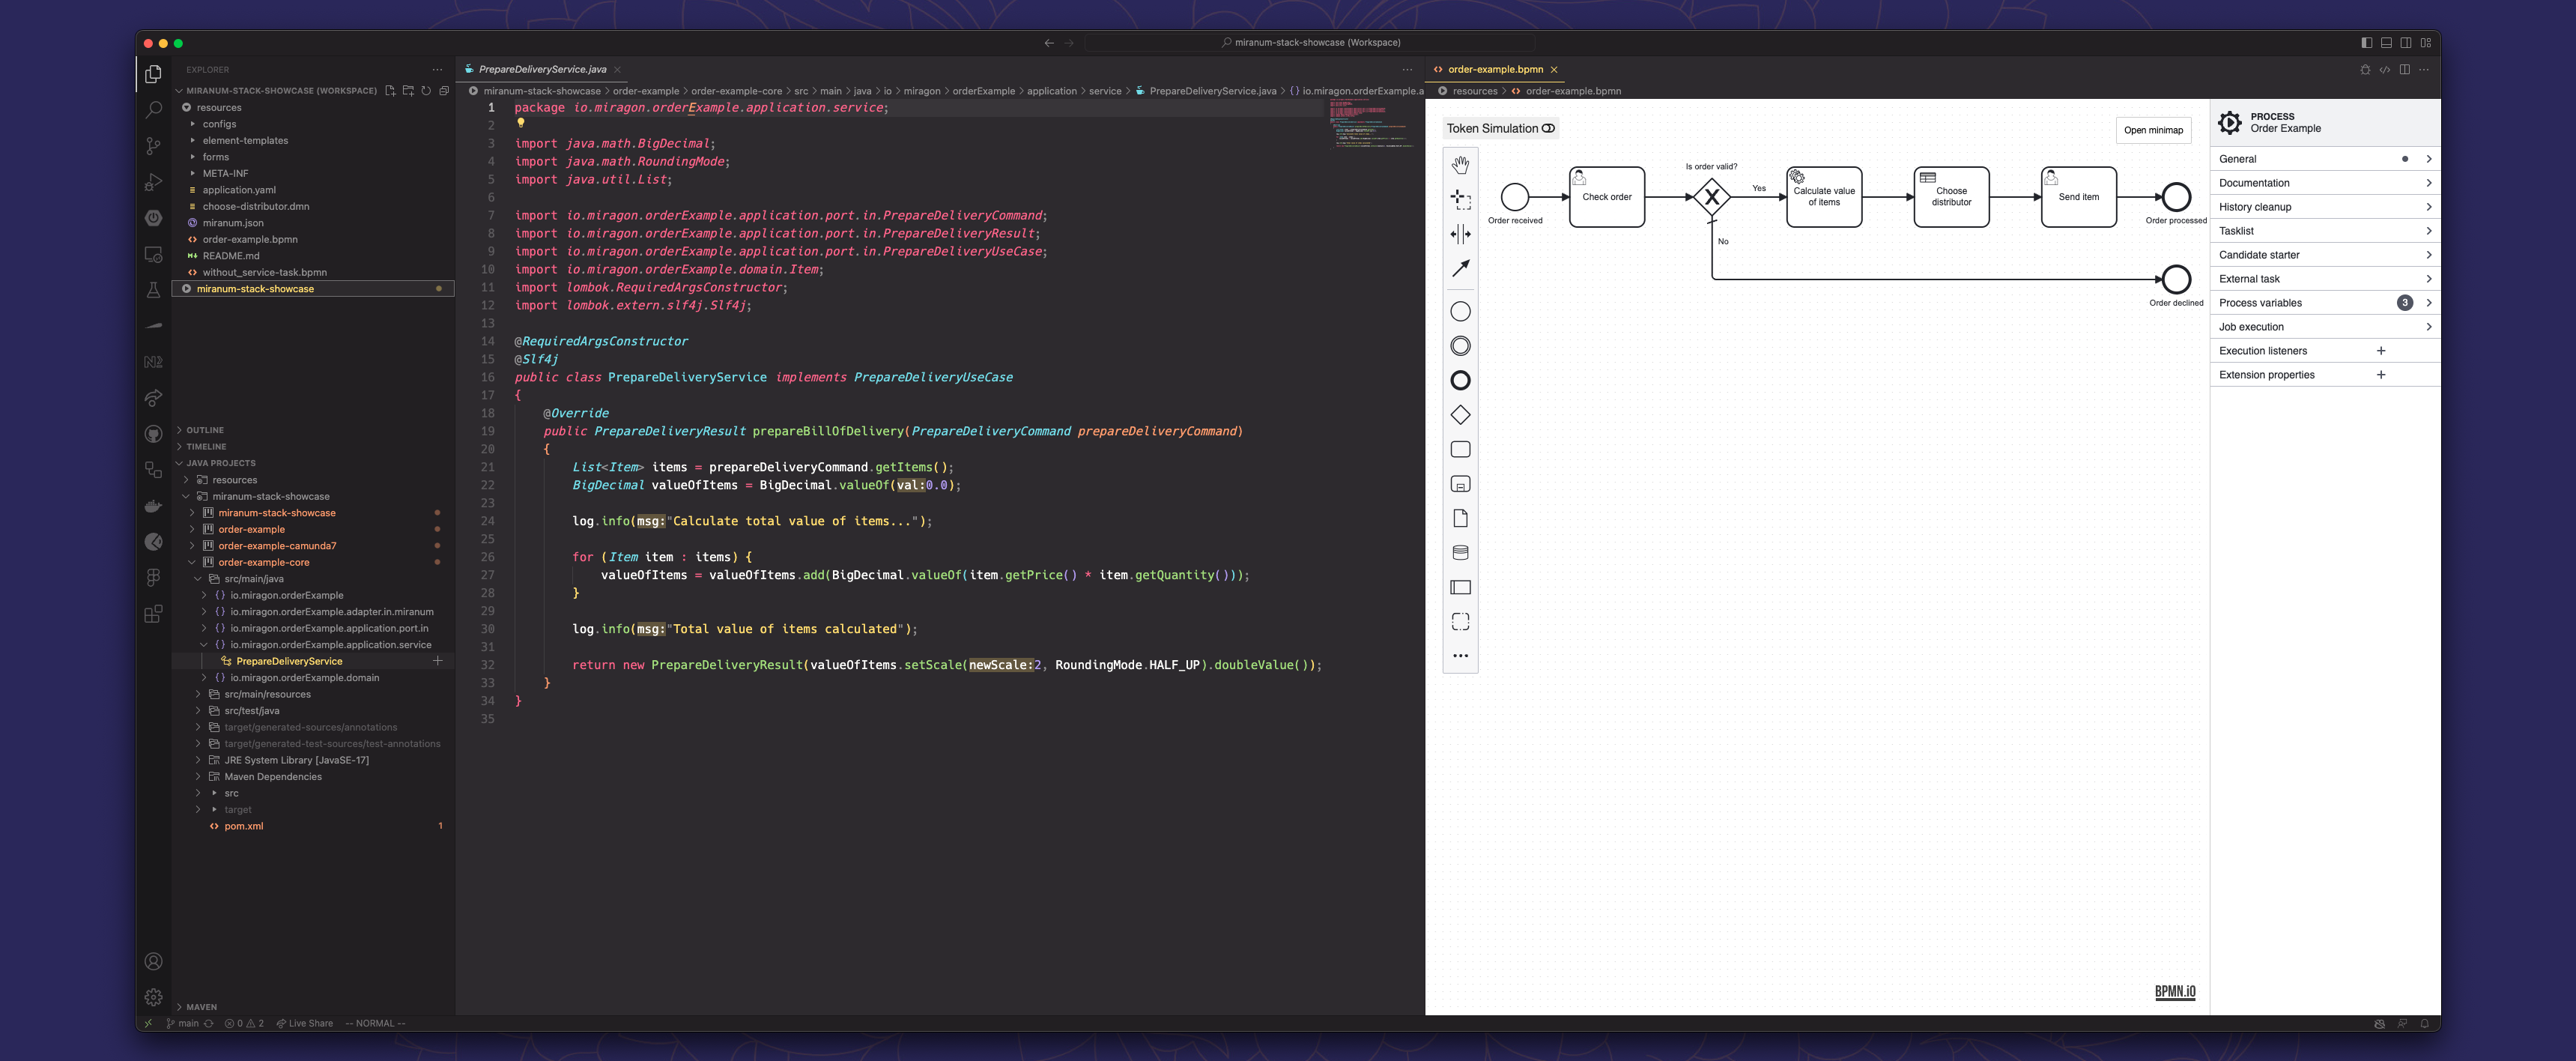 miranum-stack-showcase (Workspace)
EXPLORER
MIRANUM-STACK-SHOWCASE (WORKSPACE)
resources
configs
element-templates
forms
META-INF
application.yaml
choose-distributor.dmn
miranum.json
order-example.bpmn
README.md
without_service-task.bpmn
miranum-stack-showcase
OUTLINE
TIMELINE
JAVA PROJECTS
resources
miranum-stack-showcase
miranum-stack-showcase
order-example
order-example-camunda7
order-example-core
src/main/java
{} io.miragon.orderExample
{} io.miragon.orderExample.adapter.in.miranum
{} io.miragon.orderExample.application.port.in
{} io.miragon.orderExample.application.service
PrepareDeliveryService
{} io.miragon.orderExample.domain
src/main/resources
src/test/java
target/generated-sources/annotations
target/generated-test-sources/test-annotations
JRE System Library [JavaSE-17]
Maven Dependencies
src
target
pom.xml 1
MAVEN
PrepareDeliveryService.java
miranum-stack-showcase > order-example > order-example-core > src > main > java > io > miragon > orderExample > application > service > PrepareDeliveryService.java > {} io.miragon.orderExample.a
1 package io.miragon.orderExample.application.service;
2
3 import java.math.BigDecimal;
4 import java.math.RoundingMode;
5 import java.util.List;
6
7 import io.miragon.orderExample.application.port.in.PrepareDeliveryCommand;
8 import io.miragon.orderExample.application.port.in.PrepareDeliveryResult;
9 import io.miragon.orderExample.application.port.in.PrepareDeliveryUseCase;
10 import io.miragon.orderExample.domain.Item;
11 import lombok.RequiredArgsConstructor;
12 import lombok.extern.slf4j.Slf4j;
13
14 @RequiredArgsConstructor
15 @Slf4j
16 public class PrepareDeliveryService implements PrepareDeliveryUseCase
17 {
18 @Override
19 public PrepareDeliveryResult prepareBillOfDelivery(PrepareDeliveryCommand prepareDeliveryCommand)
20 {
21 List<Item> items = prepareDeliveryCommand.getItems();
22 BigDecimal valueOfItems = BigDecimal.valueOf(val:0.0);
23
24 log.info(msg:"Calculate total value of items...");
25
26 for (Item item : items) {
27 valueOfItems = valueOfItems.add(BigDecimal.valueOf(item.getPrice() * item.getQuantity()));
28 }
29
30 log.info(msg:"Total value of items calculated");
31
32 return new PrepareDeliveryResult(valueOfItems.setScale(newScale:2, RoundingMode.HALF_UP).doubleValue());
33 }
34 }
35
order-example.bpmn
resources > order-example.bpmn
Token Simulation
Open minimap
Order received
Check order
Is order valid?
Yes
No
Calculate value
of items
Choose
distributor
Send item
Order processed
Order declined
BPMN.iO
PROCESS
Order Example
General
Documentation
History cleanup
Tasklist
Candidate starter
External task
Process variables 3
Job execution
Execution listeners
Extension properties
main 0 2 Live Share -- NORMAL --